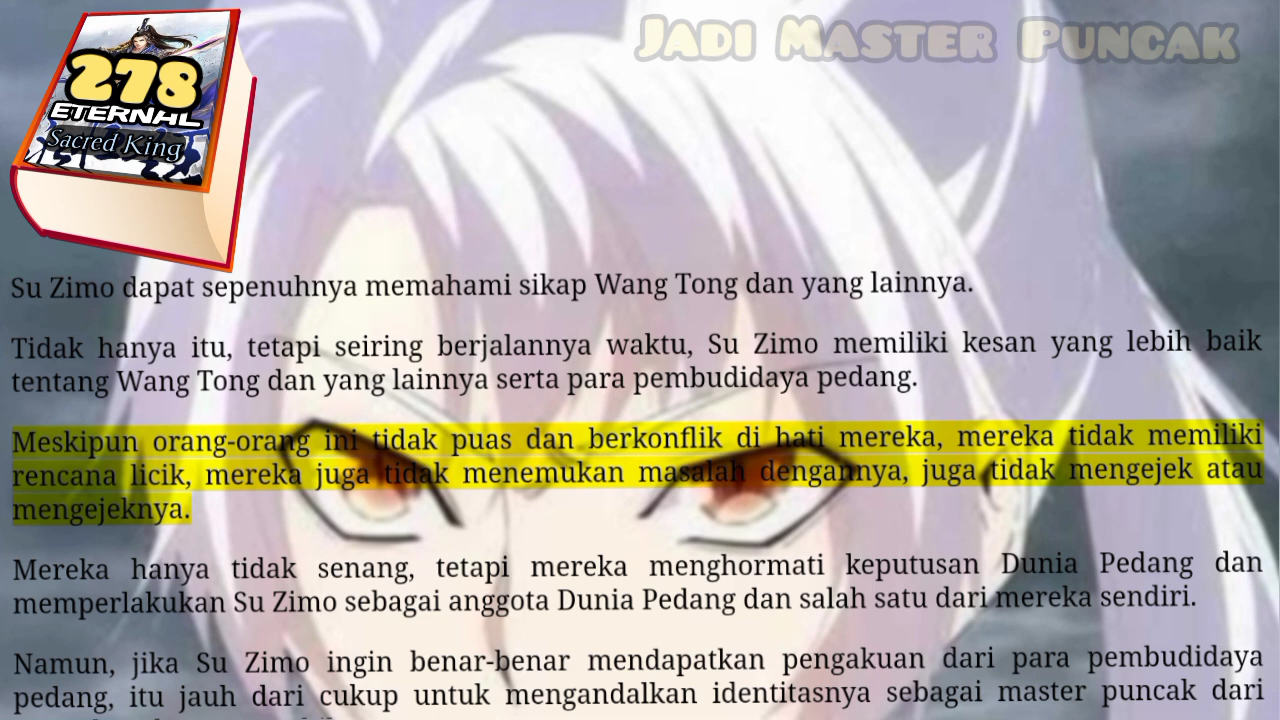 Jadi Master Puncak
278
ETERNAL
Sacred King
Su Zimo dapat sepenuhnya memahami sikap Wang Tong dan yang lainnya.
Tidak hanya itu, tetapi seiring berjalannya waktu, Su Zimo memiliki kesan yang lebih baik
tentang Wang Tong dan yang lainnya serta para pembudidaya pedang.
Meskipun orang-orang ini tidak puas dan berkonflik di hati mereka, mereka tidak memiliki
rencana licik, mereka juga tidak menemukan masalah dengannya, juga tidak mengejek atau
mengejeknya.
Mereka hanya tidak senang, tetapi mereka menghormati keputusan Dunia Pedang dan
memperlakukan Su Zimo sebagai anggota Dunia Pedang dan salah satu dari mereka sendiri.
Namun, jika Su Zimo ingin benar-benar mendapatkan pengakuan dari para pembudidaya
pedang, itu jauh dari cukup untuk mengandalkan identitasnya sebagai master puncak dari